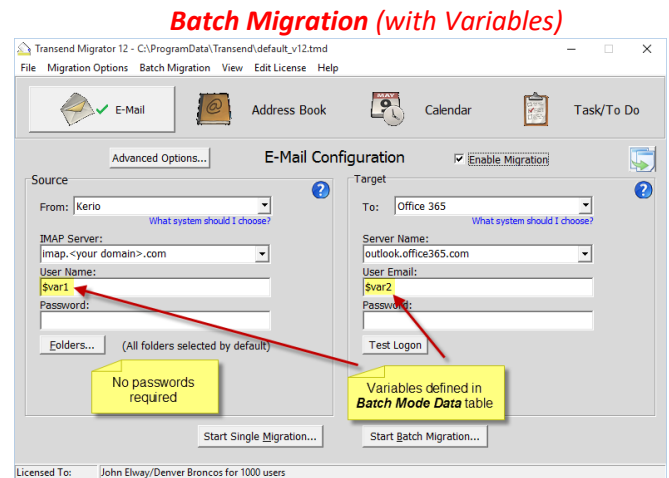 Batch Migration (with Variables)
Transend Migrator 12 - C:\ProgramData\Transend\default_v12.tmd
File Migration Options Batch Migration View Edit License Help
E-Mail Address Book MAY Calendar Task/To Do
Advanced Options... E-Mail Configuration Enable Migration
Source Target
From: Kerio To: Office 365
What system should I choose? What system should I choose?
IMAP Server: Server Name:
imap.<your domain>.com outlook.office365.com
User Name: User Email:
$var1 $var2
Password: Password:
Folders... (All folders selected by default) Test Logon
No passwords
required
Variables defined in
Batch Mode Data table
Start Single Migration... Start Batch Migration...
Licensed To: John Elway/Denver Broncos for 1000 users